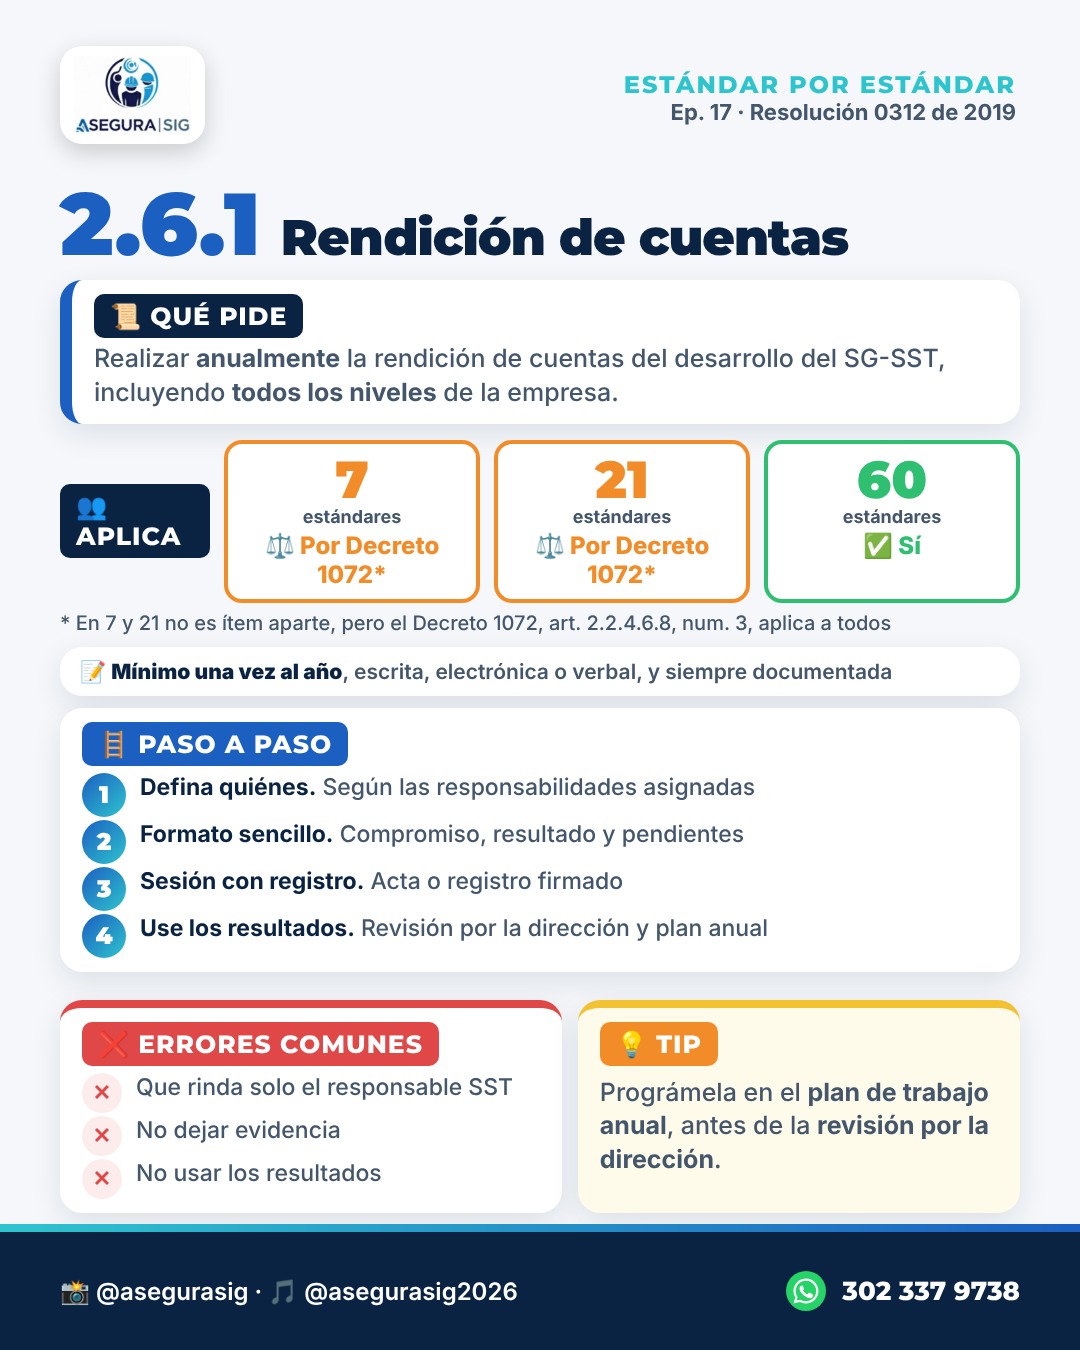 ASEGURA|SIG
ESTÁNDAR POR ESTÁNDAR
Ep. 17 · Resolución 0312 de 2019
2.6.1 Rendición de cuentas
📜 QUÉ PIDE
Realizar anualmente la rendición de cuentas del desarrollo del SG-SST,
incluyendo todos los niveles de la empresa.
👥
APLICA
7
estándares
⚖️ Por Decreto
1072*
21
estándares
⚖️ Por Decreto
1072*
60
estándares
✅ Sí
* En 7 y 21 no es ítem aparte, pero el Decreto 1072, art. 2.2.4.6.8, num. 3, aplica a todos
📝 Mínimo una vez al año, escrita, electrónica o verbal, y siempre documentada
🪜 PASO A PASO
1 Defina quiénes. Según las responsabilidades asignadas
2 Formato sencillo. Compromiso, resultado y pendientes
3 Sesión con registro. Acta o registro firmado
4 Use los resultados. Revisión por la dirección y plan anual
❌ ERRORES COMUNES
✕ Que rinda solo el responsable SST
✕ No dejar evidencia
✕ No usar los resultados
💡 TIP
Prográmela en el plan de trabajo
anual, antes de la revisión por la
dirección.
📸 @asegurasig · 🎵 @asegurasig2026
302 337 9738